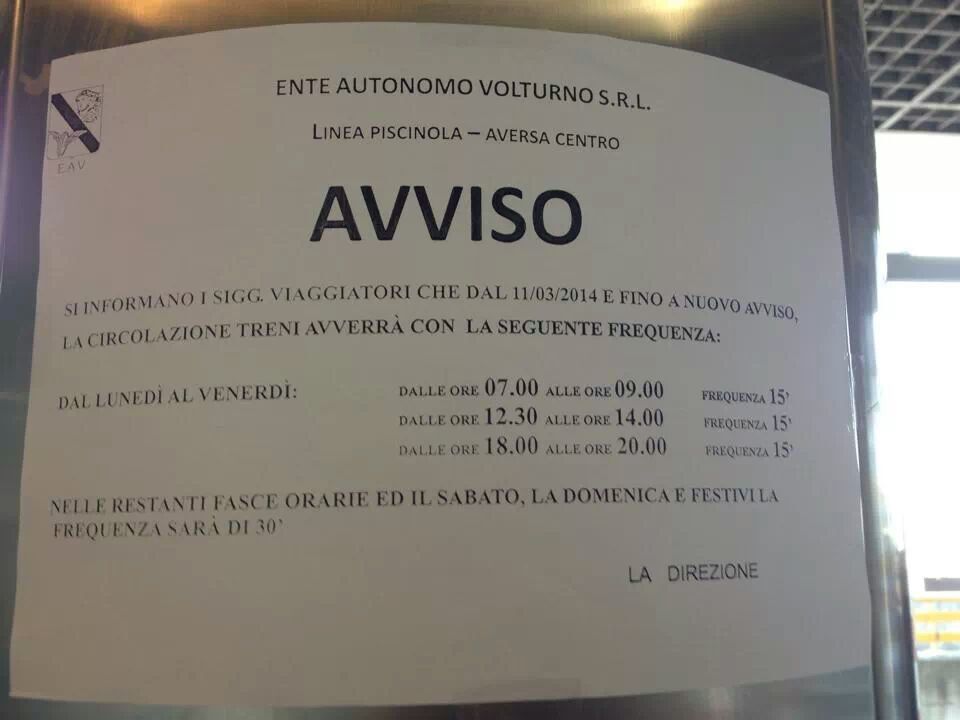 ENTE AUTONOMO VOLTURNO S.R.L.
LINEA PISCINOLA – AVERSA CENTRO
EAV
AVVISO
SI INFORMANO I SIGG. VIAGGIATORI CHE DAL 11/03/2014 E FINO A NUOVO AVVISO,
LA CIRCOLAZIONE TRENI AVVERRÀ CON LA SEGUENTE FREQUENZA:
DAL LUNEDÌ AL VENERDÌ: DALLE ORE 07.00 ALLE ORE 09.00 FREQUENZA 15'
DALLE ORE 12.30 ALLE ORE 14.00 FREQUENZA 15'
DALLE ORE 18.00 ALLE ORE 20.00 FREQUENZA 15'
NELLE RESTANTI FASCE ORARIE ED IL SABATO, LA DOMENICA E FESTIVI LA
FREQUENZA SARÀ DI 30'
LA DIREZIONE